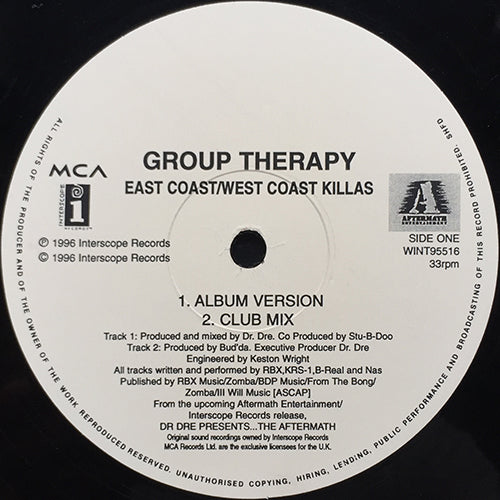 GROUP THERAPY
EAST COAST/WEST COAST KILLAS
MCA
INTERSCOPE
i
RECORDS
A
AFTERMATH
ENTERTAINMENT
℗ 1996 Interscope Records
© 1996 Interscope Records
SIDE ONE
WINT95516
33rpm
1. ALBUM VERSION
2. CLUB MIX
Track 1: Produced and mixed by Dr. Dre. Co Produced by Stu-B-Doo
Track 2: Produced by Bud'da. Executive Producer Dr. Dre
Engineered by Keston Wright
All tracks written and performed by RBX,KRS-1,B-Real and Nas
Published by RBX Music/Zomba/BDP Music/From The Bong/
Zomba/Ill Will Music [ASCAP]
From the upcoming Aftermath Entertainment/
Interscope Records release,
DR DRE PRESENTS...THE AFTERMATH
Original sound recordings owned by Interscope Records
MCA Records Ltd. are the exclusive licensees for the U.K.
ALL RIGHTS OF THE PRODUCER AND OF THE OWNER OF THE WORK REPRODUCED RESERVED. UNAUTHORISED COPYING, HIRING, LENDING, PUBLIC PERFORMANCE AND BROADCASTING OF THIS RECORD PROHIBITED. SHFD